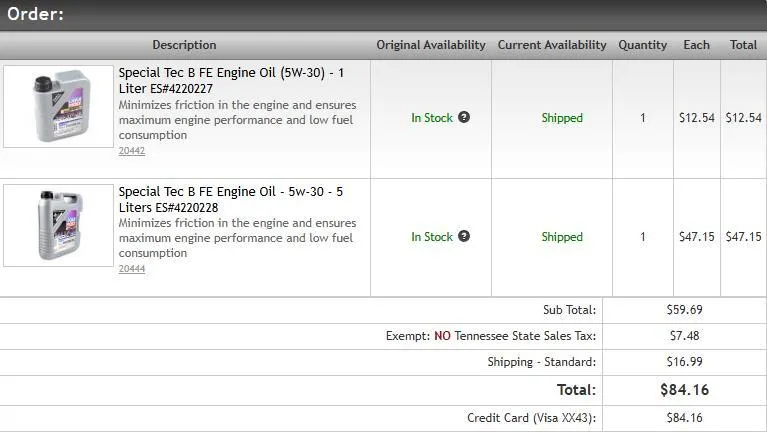 Order:
Description Original Availability Current Availability Quantity Each Total
Special Tec B FE Engine Oil (5W-30) - 1
Liter ES#4220227
Minimizes friction in the engine and ensures
maximum engine performance and low fuel
consumption
20442
In Stock ? Shipped 1 $12.54 $12.54
Special Tec B FE Engine Oil - 5w-30 - 5
Liters ES#4220228
Minimizes friction in the engine and ensures
maximum engine performance and low fuel
consumption
20444
In Stock ? Shipped 1 $47.15 $47.15
Sub Total: $59.69
Exempt: NO Tennessee State Sales Tax: $7.48
Shipping - Standard: $16.99
Total: $84.16
Credit Card (Visa XX43): $84.16